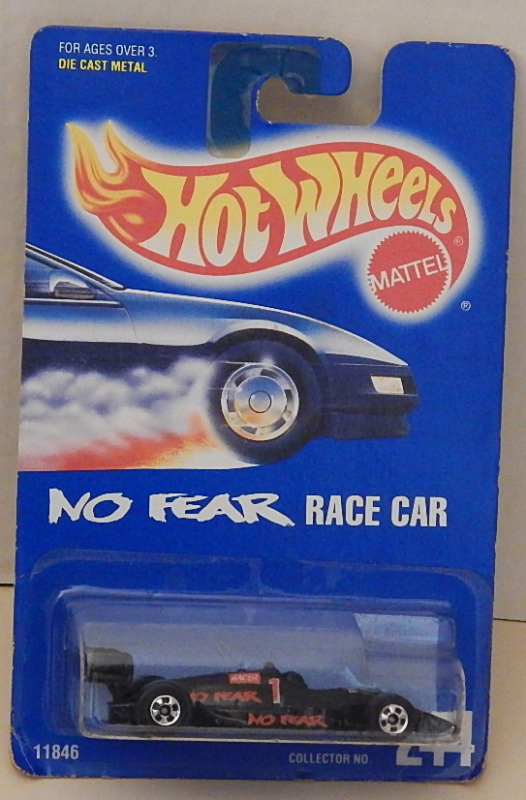 FOR AGES OVER 3.
DIE CAST METAL
HOT WHEELS
®
MATTEL
®
NO FEAR RACE CAR
RACER
1
NO FEAR
NO FEAR
11846
COLLECTOR NO